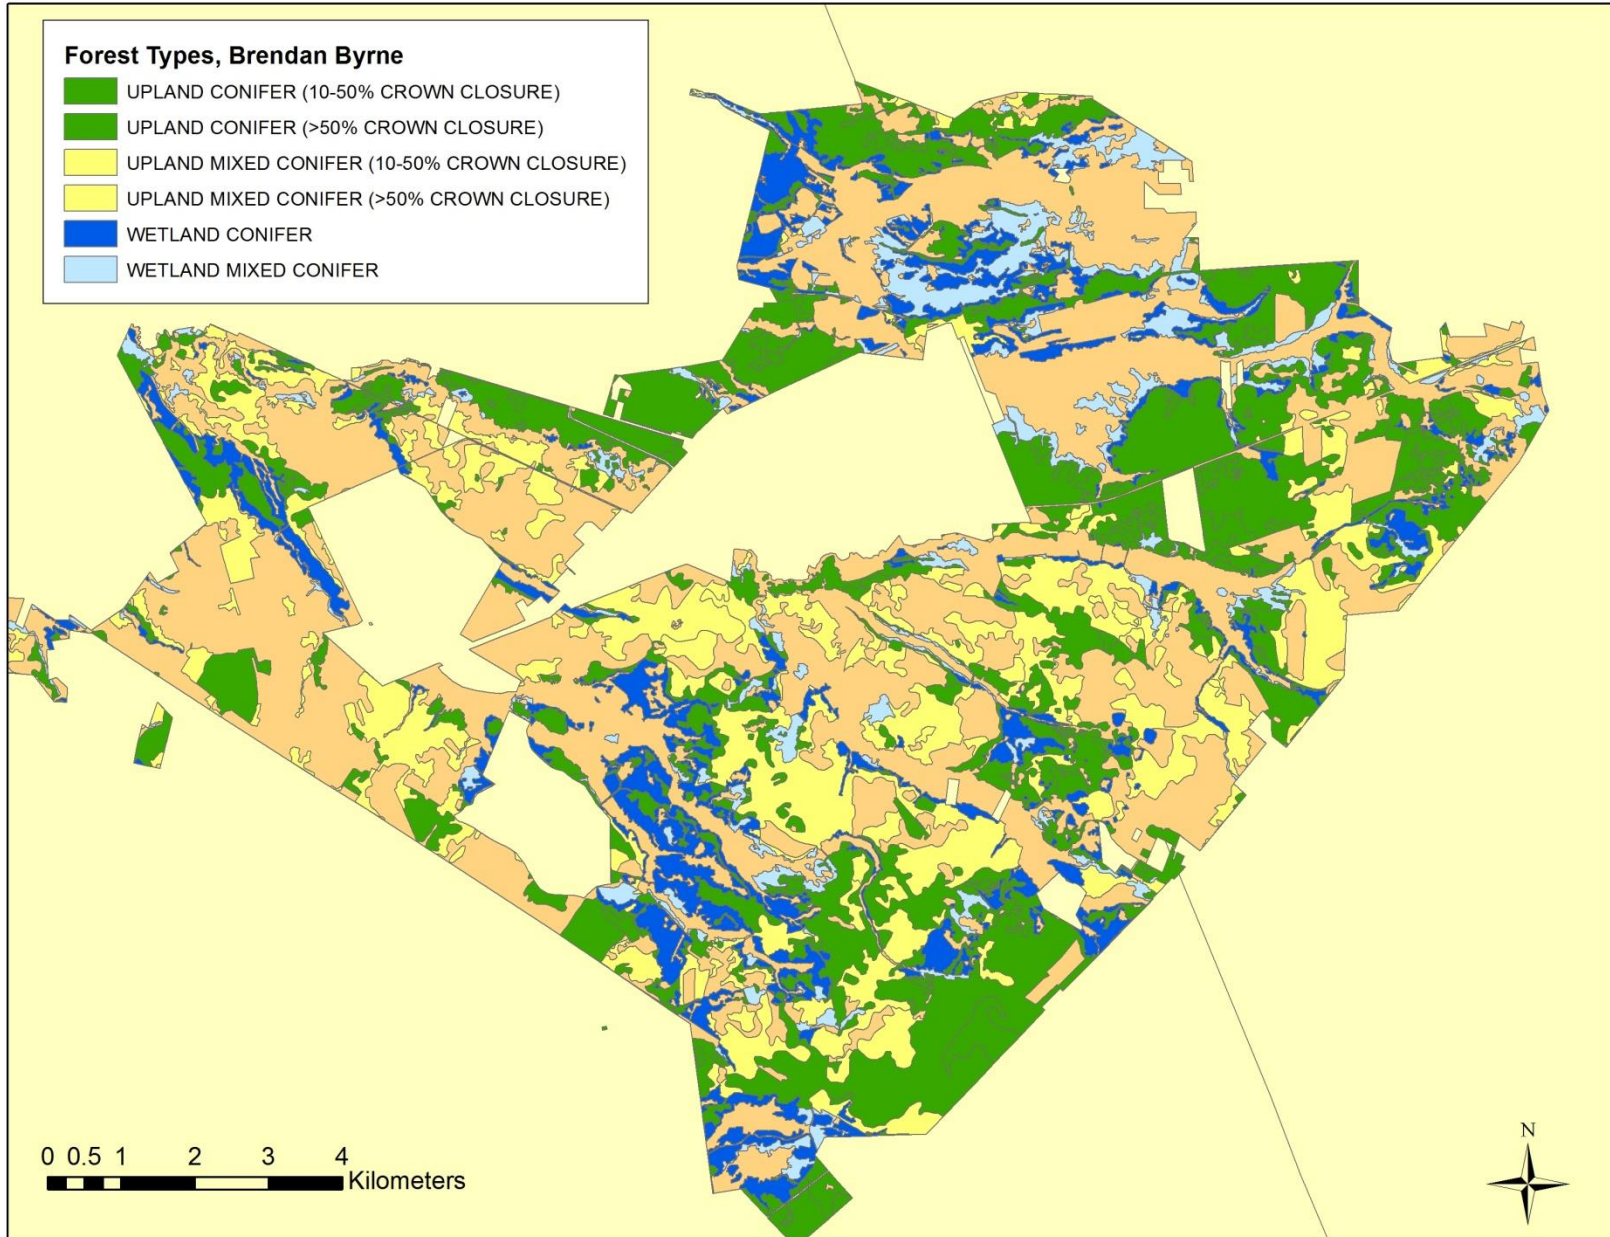 Forest Types, Brendan Byrne
UPLAND CONIFER (10-50% CROWN CLOSURE)
UPLAND CONIFER (>50% CROWN CLOSURE)
UPLAND MIXED CONIFER (10-50% CROWN CLOSURE)
UPLAND MIXED CONIFER (>50% CROWN CLOSURE)
WETLAND CONIFER
WETLAND MIXED CONIFER
N
0 0.5 1 2 3 4
Kilometers